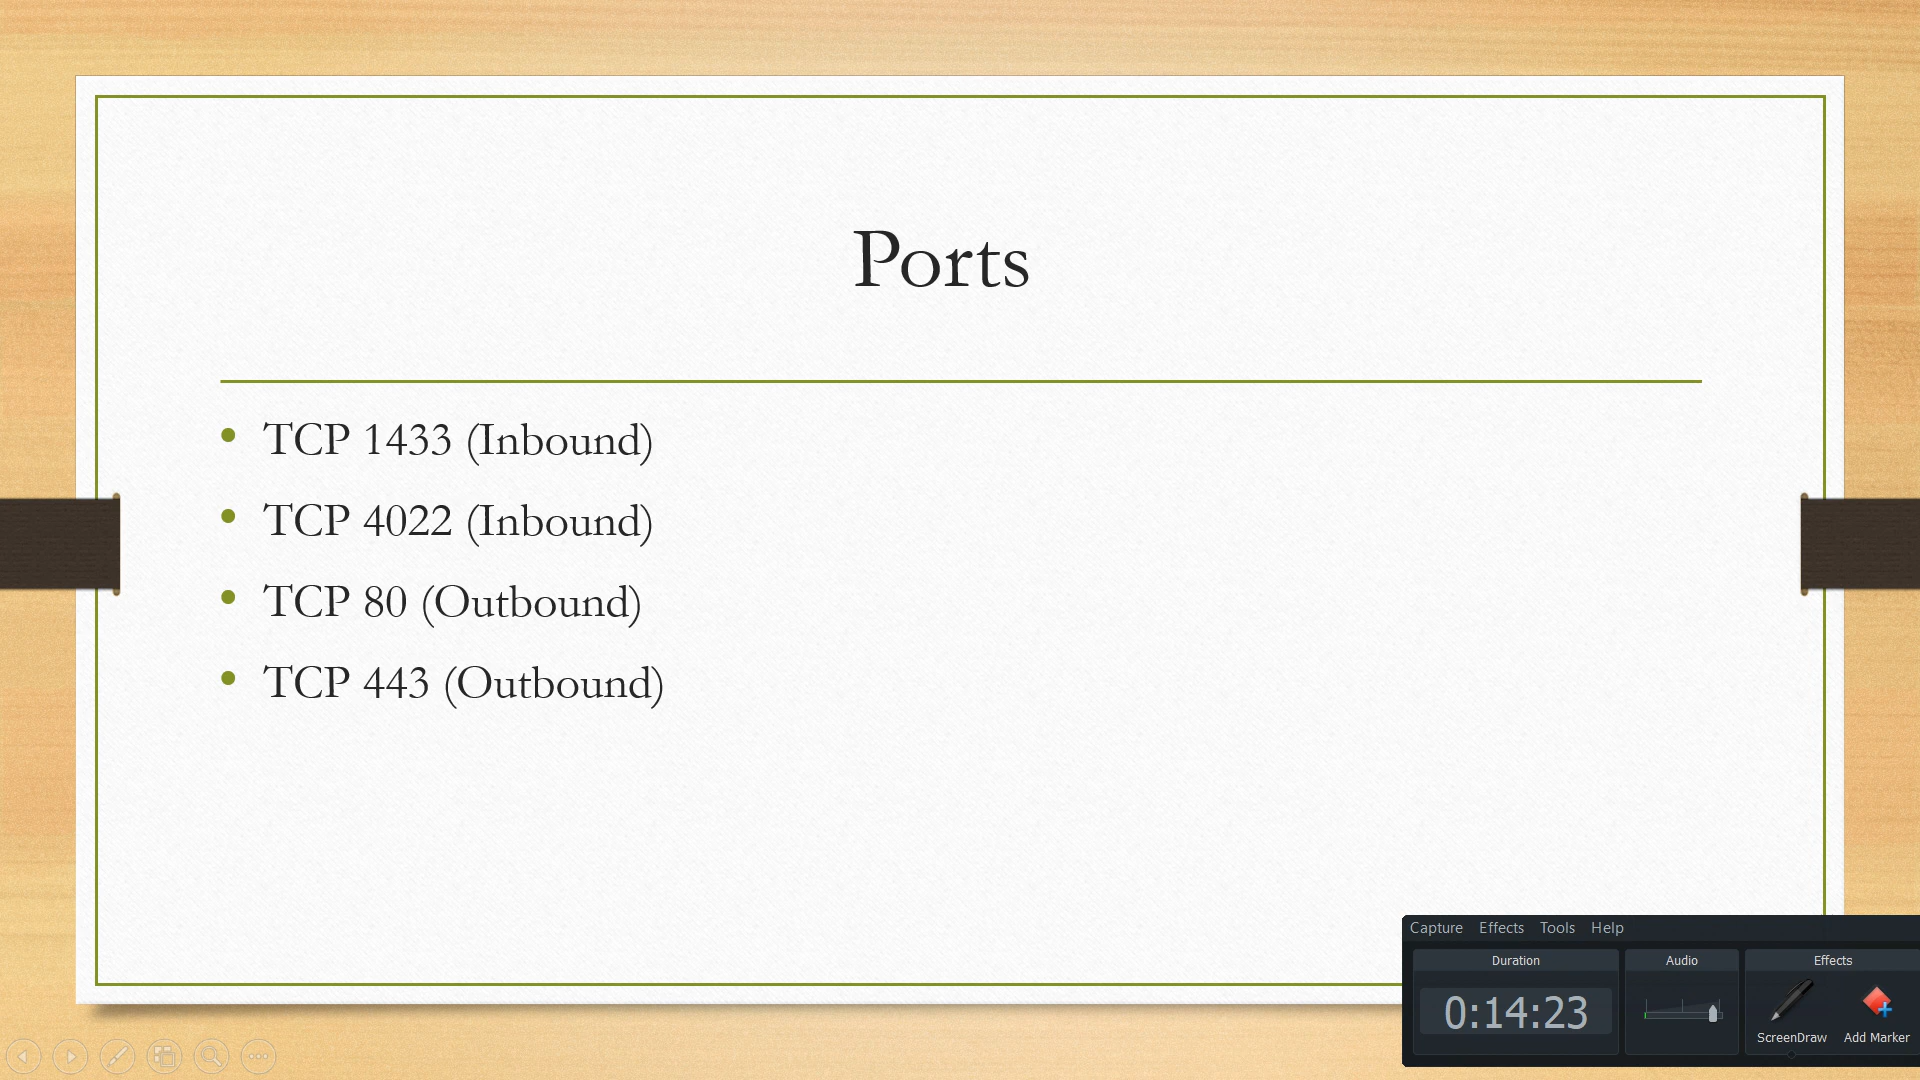 Ports
• TCP 1433 (Inbound)
• TCP 4022 (Inbound)
• TCP 80 (Outbound)
• TCP 443 (Outbound)
Capture Effects Tools Help
Duration Audio Effects
0:14:23
ScreenDraw Add Marker